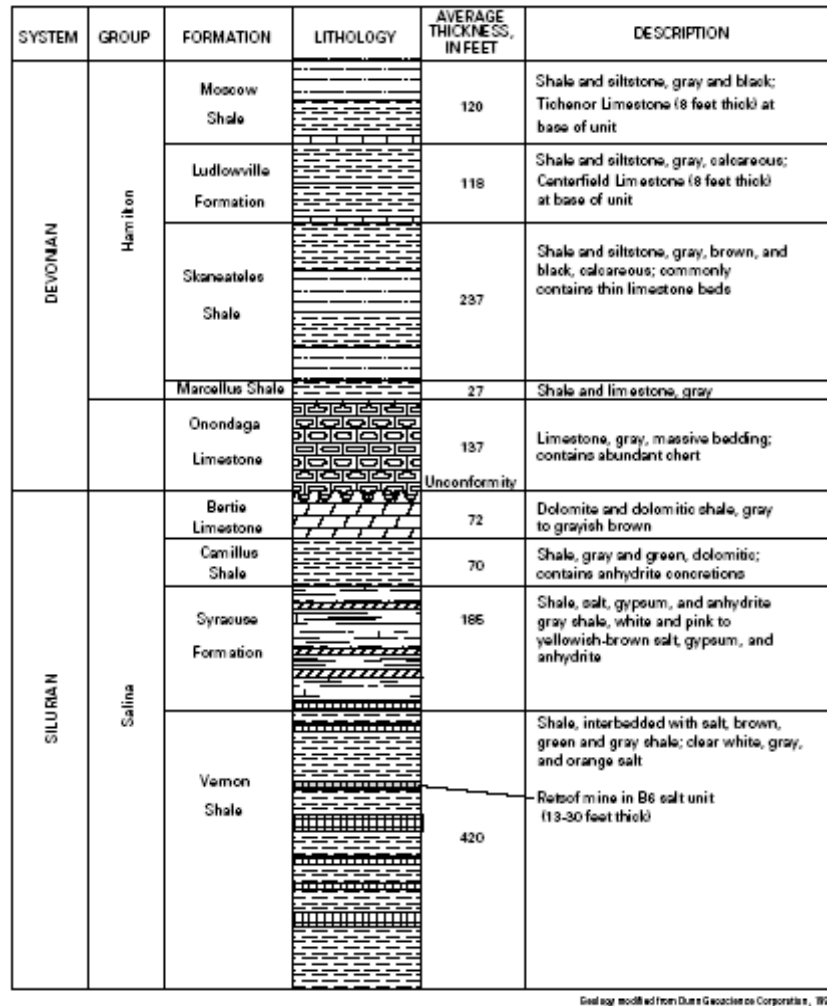 SYSTEM
GROUP
FORMATION
LITHOLOGY
AVERAGE
THICKNESS,
IN FEET
DESCRIPTION
DEVONIAN
Hamilton
Moscow
Shale
120
Shale and siltstone, gray and black;
Tichenor Limestone (8 feet thick) at
base of unit
Ludlowville
Formation
118
Shale and siltstone, gray, calcareous;
Centerfield Limestone (8 feet thick)
at base of unit
Skaneateles
Shale
237
Shale and siltstone, gray, brown, and
black, calcareous; commonly
contains thin limestone beds
Marcellus Shale
27
Shale and limestone, gray
Onondaga
Limestone
137
Unconformity
Limestone, gray, massive bedding;
contains abundant chert
SILURIAN
Salina
Bertie
Limestone
72
Dolomite and dolomitic shale, gray
to grayish brown
Camillus
Shale
70
Shale, gray and green, dolomitic;
contains anhydrite concretions
Syracuse
Formation
185
Shale, salt, gypsum, and anhydrite
gray shale, white and pink to
yellowish-brown salt, gypsum, and
anhydrite
Vernon
Shale
420
Shale, interbedded with salt, brown,
green and gray shale; clear white, gray,
and orange salt
Retsof mine in B6 salt unit
(13-30 feet thick)
Geology modified from Dunn Geoscience Corporation,